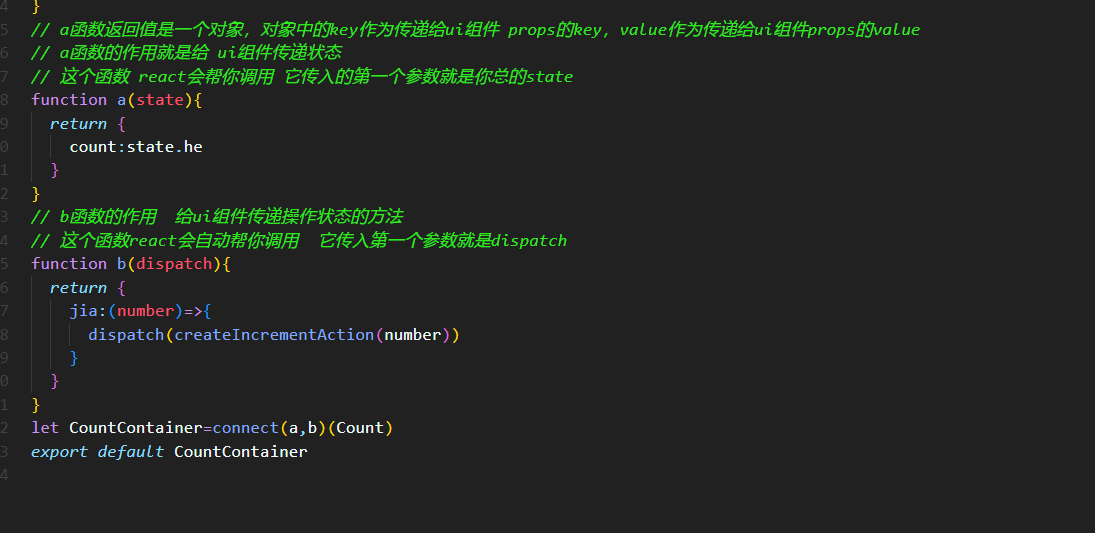 4 }
5 // a函数返回值是一个对象，对象中的key作为传递给ui组件 props的key，value作为传递给ui组件props的value
6 // a函数的作用就是给 ui组件传递状态
7 // 这个函数 react会帮你调用 它传入的第一个参数就是你总的state
8 function a(state){
9 return {
0 count:state.he
1 }
2 }
3 // b函数的作用  给ui组件传递操作状态的方法
4 // 这个函数react会自动帮你调用  它传入第一个参数就是dispatch
5 function b(dispatch){
6 return {
7 jia:(number)=>{
8 dispatch(createIncrementAction(number))
9 }
0 }
1 }
2 let CountContainer=connect(a,b)(Count)
3 export default CountContainer
4